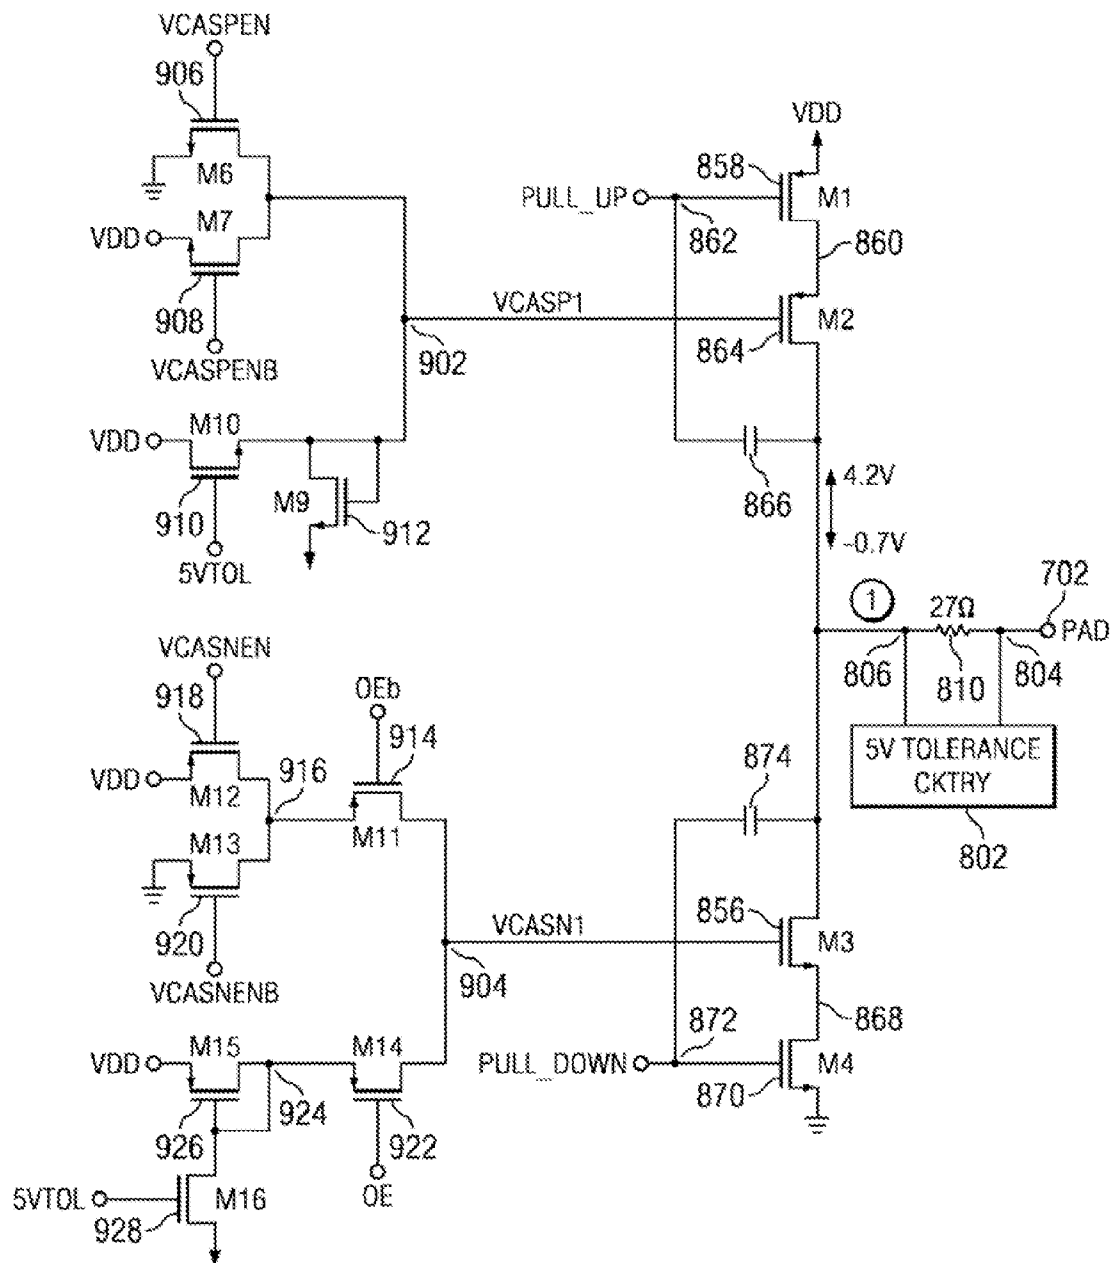 VCASPEN
906
M6
M7
VDD
908
VCASPENB
M10
VDD
910
5VTOL
M9
912
902
VCASP1
PULL_UP
862
858
VDD
M1
860
M2
864
866
4.2V
-0.7V
1
27Ω
702
PAD
806
810
804
5V TOLERANCE
CKTRY
802
VCASNEN
918
VDD
M12
916
M13
920
VCASNENB
OEb
914
M11
VCASN1
904
874
856
M3
868
872
PULL_DOWN
M4
870
M15
VDD
926
924
M14
922
OE
5VTOL
928
M16